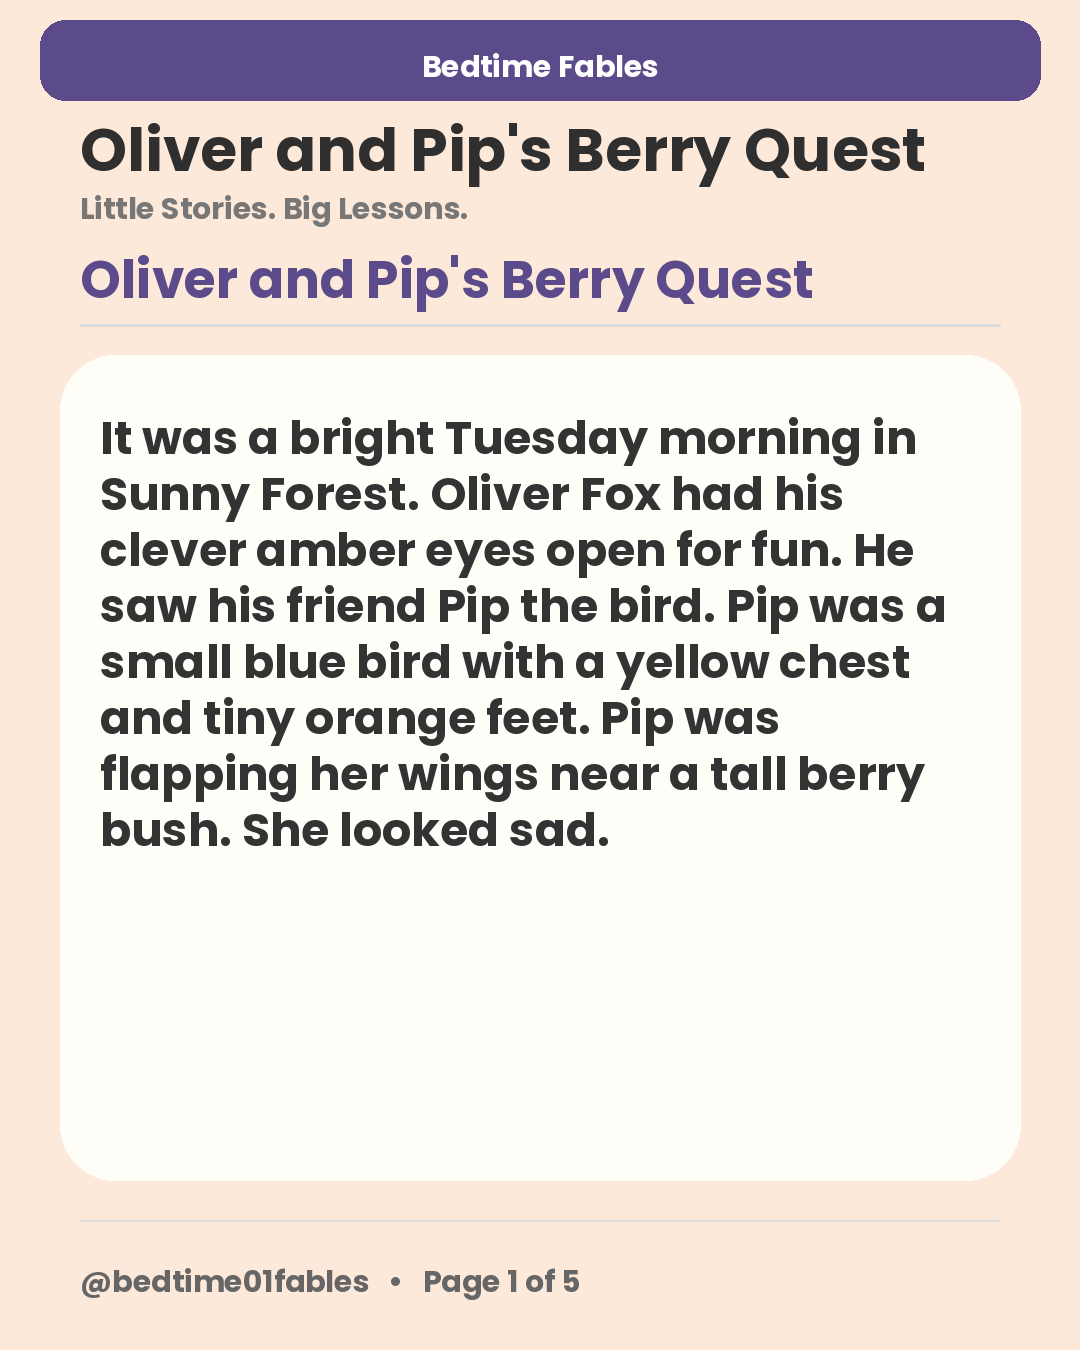 Bedtime Fables
Oliver and Pip's Berry Quest
Little Stories. Big Lessons.
Oliver and Pip's Berry Quest
It was a bright Tuesday morning in
Sunny Forest. Oliver Fox had his
clever amber eyes open for fun. He
saw his friend Pip the bird. Pip was a
small blue bird with a yellow chest
and tiny orange feet. Pip was
flapping her wings near a tall berry
bush. She looked sad.
@bedtime01fables • Page 1 of 5